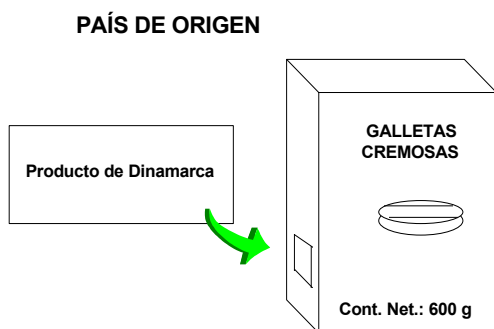 PAÍS DE ORIGEN
Producto de Dinamarca
GALLETAS
CREMOSAS
Cont. Net.: 600 g